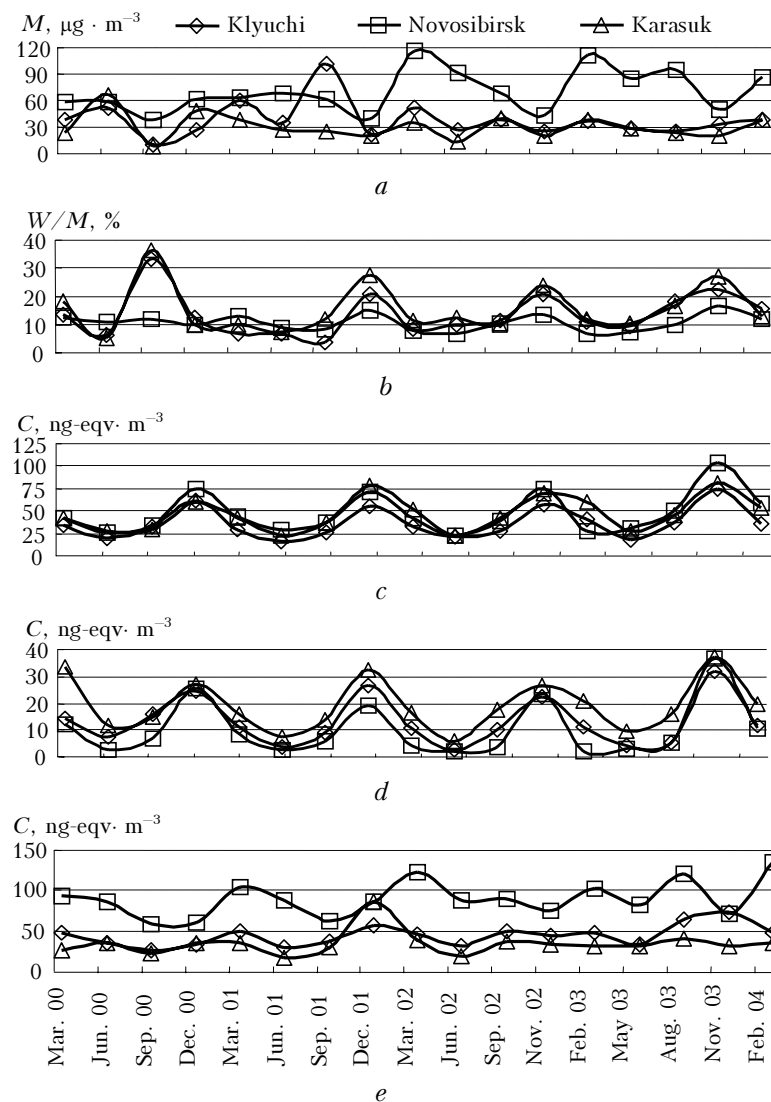 M, μg · m⁻³ Klyuchi Novosibirsk Karasuk
120
90
60
30
0
a
W/M, %
40
30
20
10
0
b
C, ng-eqv· m⁻³
125
100
75
50
25
0
c
C, ng-eqv· m⁻³
40
30
20
10
0
d
C, ng-eqv· m⁻³
150
100
50
0
Mar. 00
Jun. 00
Sep. 00
Dec. 00
Mar. 01
Jun. 01
Sep. 01
Dec. 01
Mar. 02
Jun. 02
Sep. 02
Nov. 02
Feb. 03
May 03
Aug. 03
Nov. 03
Feb. 04
e